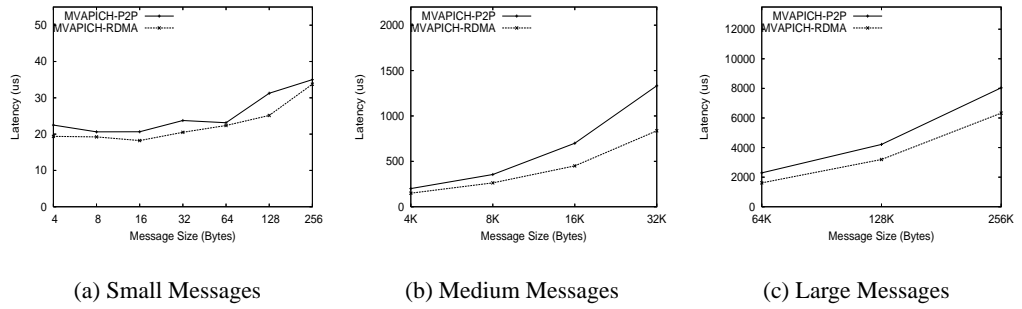 MVAPICH-P2P
MVAPICH-RDMA
50
40
30
20
10
0
Latency (us)
4 8 16 32 64 128 256
Message Size (Bytes)
(a) Small Messages
MVAPICH-P2P
MVAPICH-RDMA
2000
1500
1000
500
0
Latency (us)
4K 8K 16K 32K
Message Size (Bytes)
(b) Medium Messages
MVAPICH-P2P
MVAPICH-RDMA
12000
10000
8000
6000
4000
2000
0
Latency (us)
64K 128K 256K
Message Size (Bytes)
(c) Large Messages